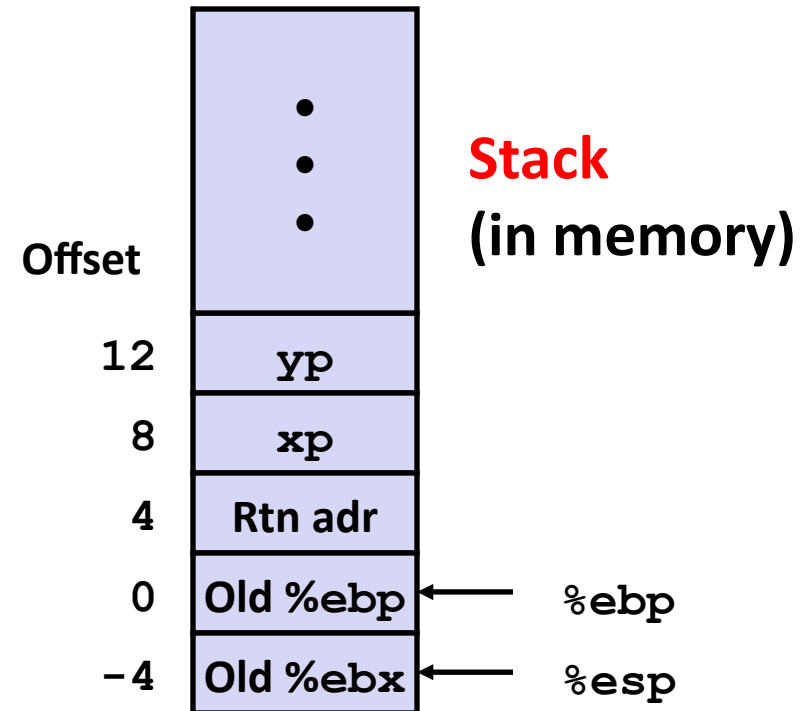 Stack
(in memory)
Offset
12 yp
8 xp
4 Rtn adr
0 Old %ebp %ebp
-4 Old %ebx %esp